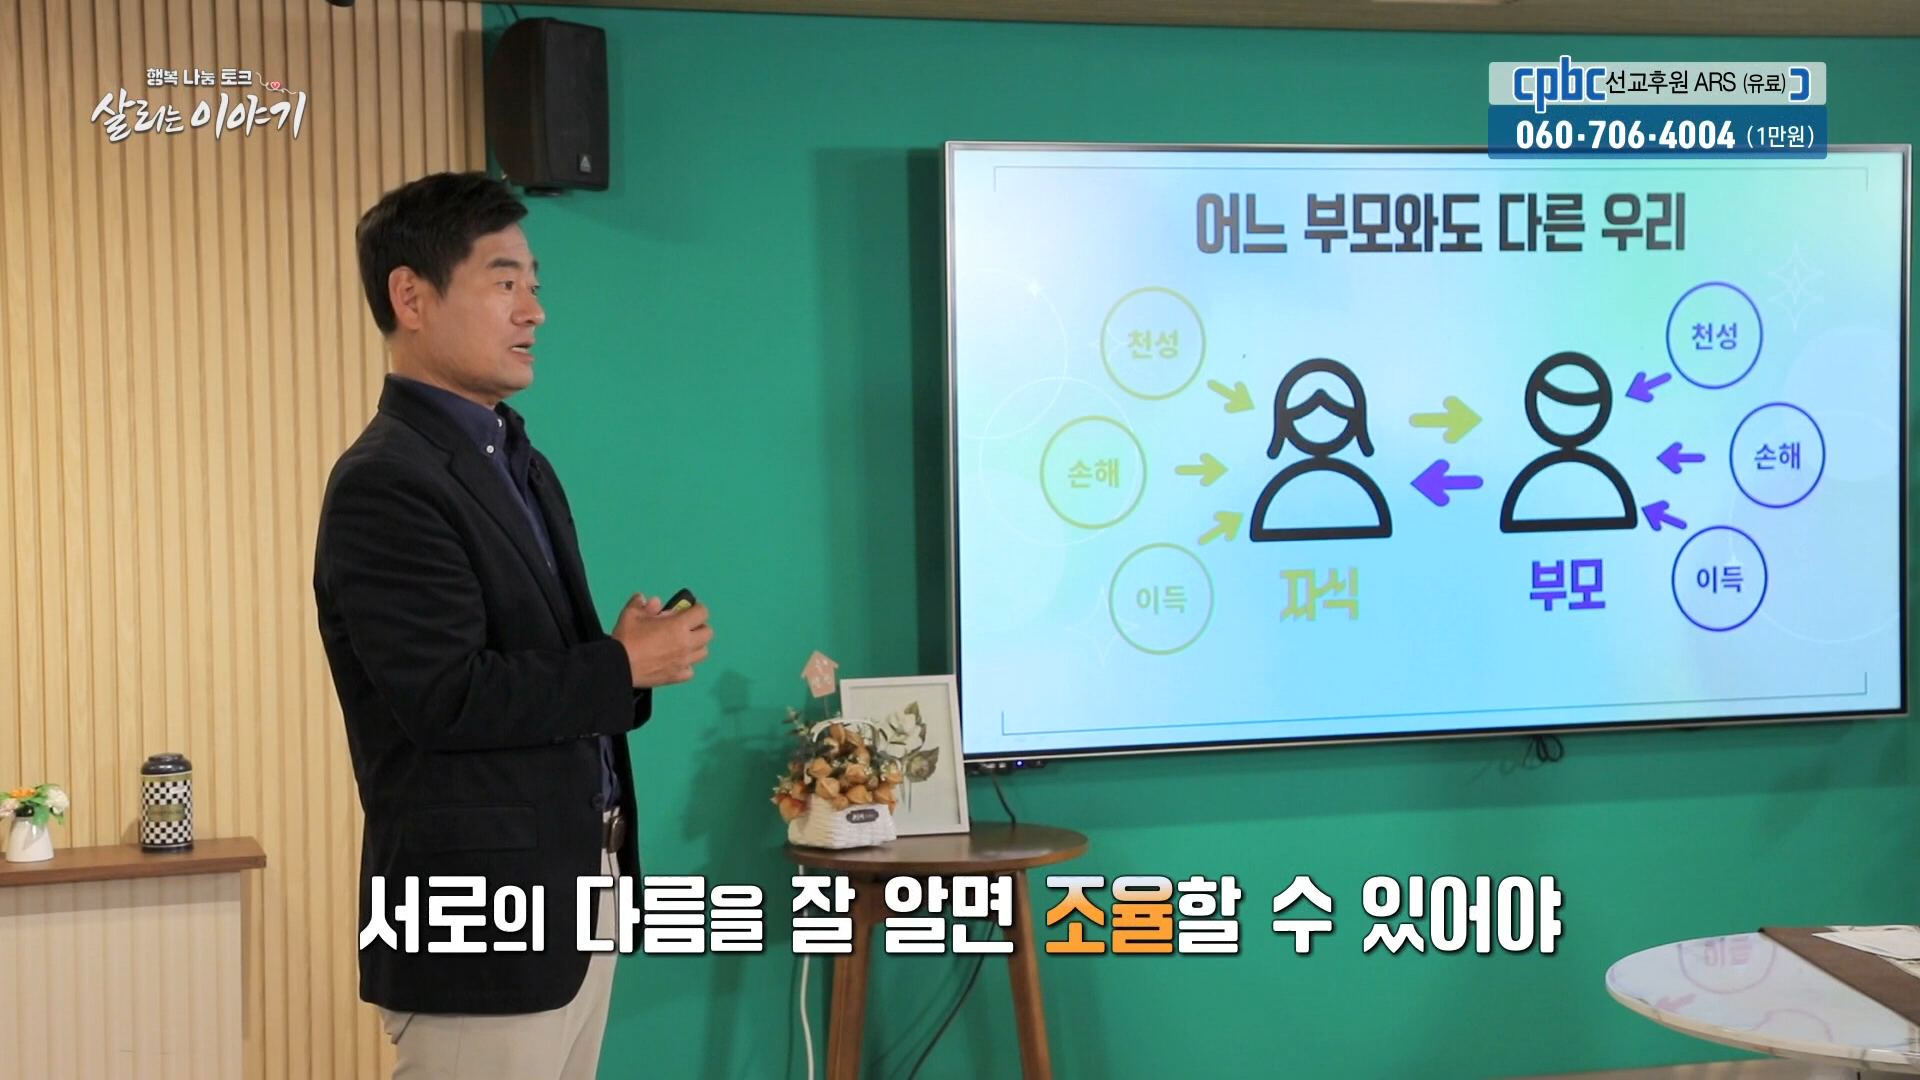 행복 나눔 토크
살리는 이야기
cpbc 선교후원 ARS (유료)
060·706·4004 (1만원)
어느 부모와도 다른 우리
천성
천성
손해
손해
이득
이득
자식
부모
서로의 다름을 잘 알면 조율할 수 있어야
이득